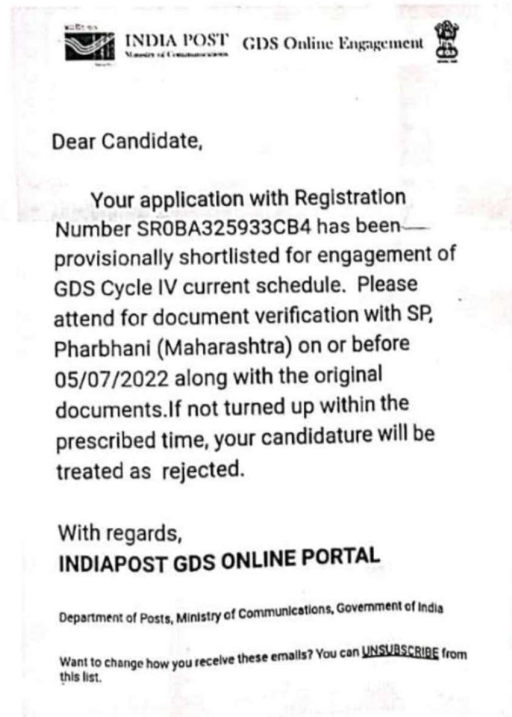 INDIA POST GDS Online Engagement
Ministry of Communications
Dear Candidate,
Your application with Registration
Number SR0BA325933CB4 has been
provisionally shortlisted for engagement of
GDS Cycle IV current schedule. Please
attend for document verification with SP,
Pharbhani (Maharashtra) on or before
05/07/2022 along with the original
documents.If not turned up within the
prescribed time, your candidature will be
treated as rejected.
With regards,
INDIAPOST GDS ONLINE PORTAL
Department of Posts, Ministry of Communications, Government of India
Want to change how you receive these emails? You can UNSUBSCRIBE from
this list.